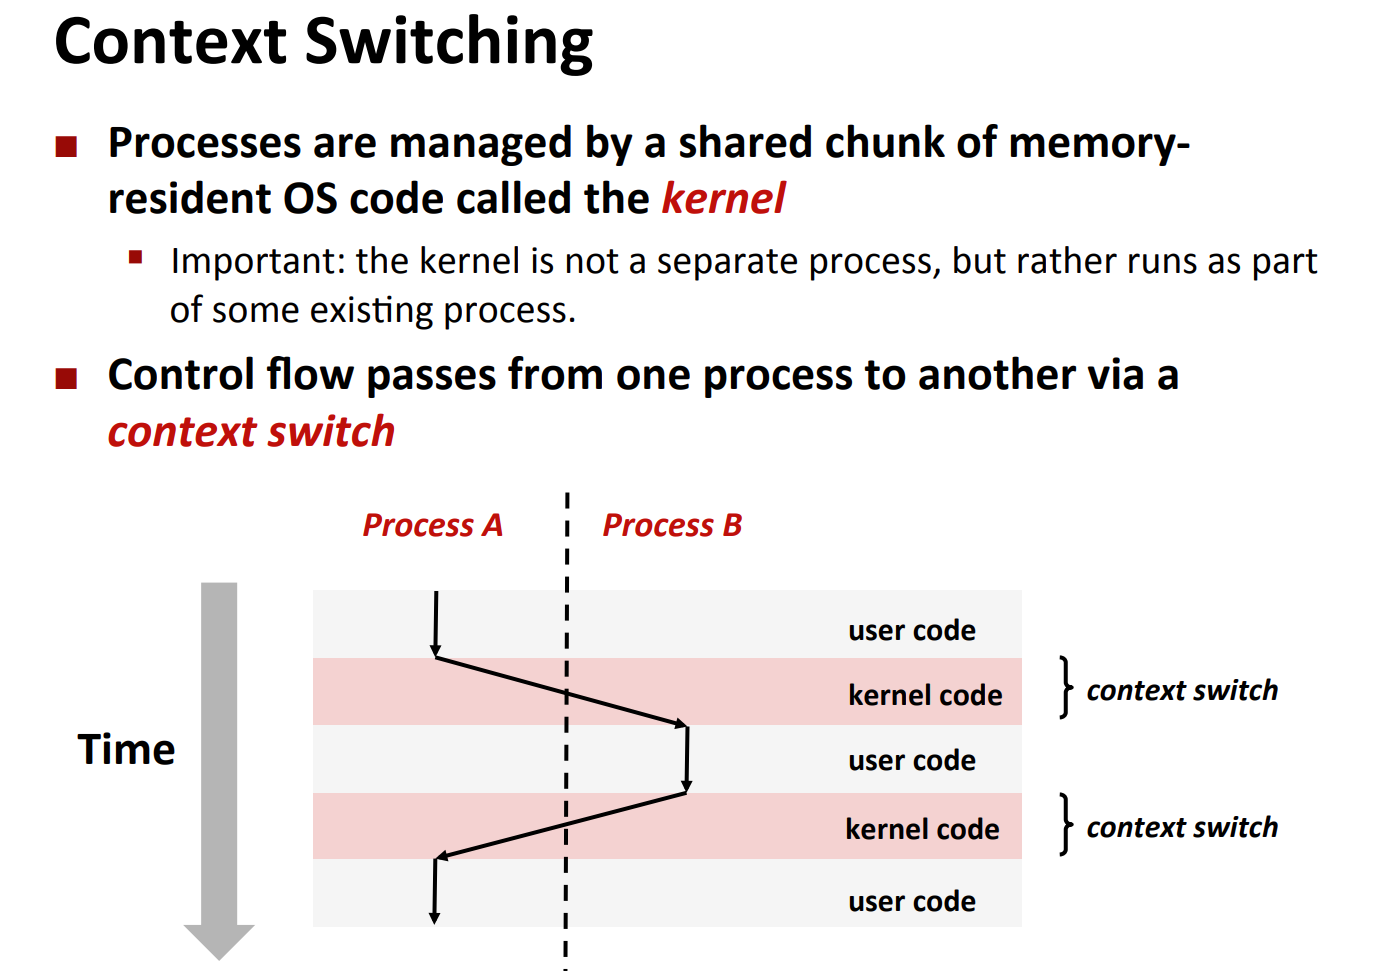 Context Switching
Processes are managed by a shared chunk of memory-
resident OS code called the kernel
Important: the kernel is not a separate process, but rather runs as part
of some existing process.
Control flow passes from one process to another via a
context switch
Process A
Process B
user code
kernel code
context switch
Time
user code
kernel code
context switch
user code